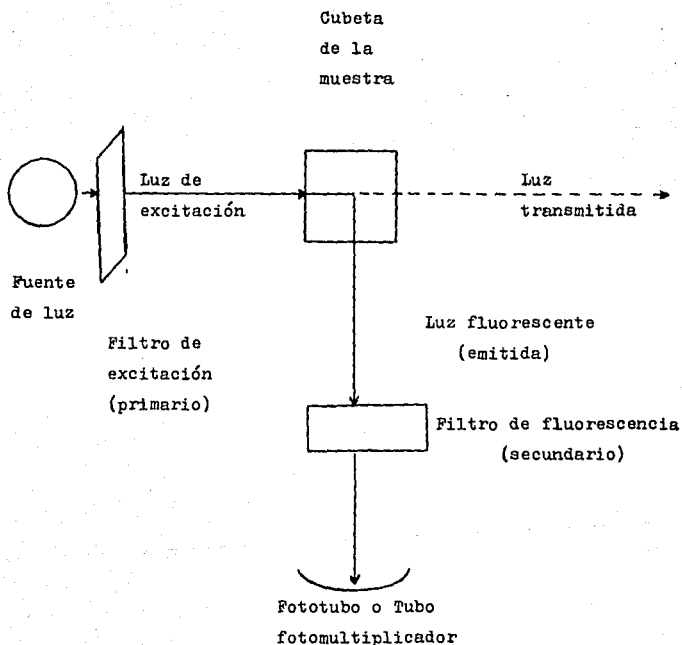 Cubeta
de la
muestra
Luz de
excitación
Luz
transmitida
Fuente
de luz
Filtro de
excitación
(primario)
Luz fluorescente
(emitida)
Filtro de fluorescencia
(secundario)
Fototubo o Tubo
fotomultiplicador